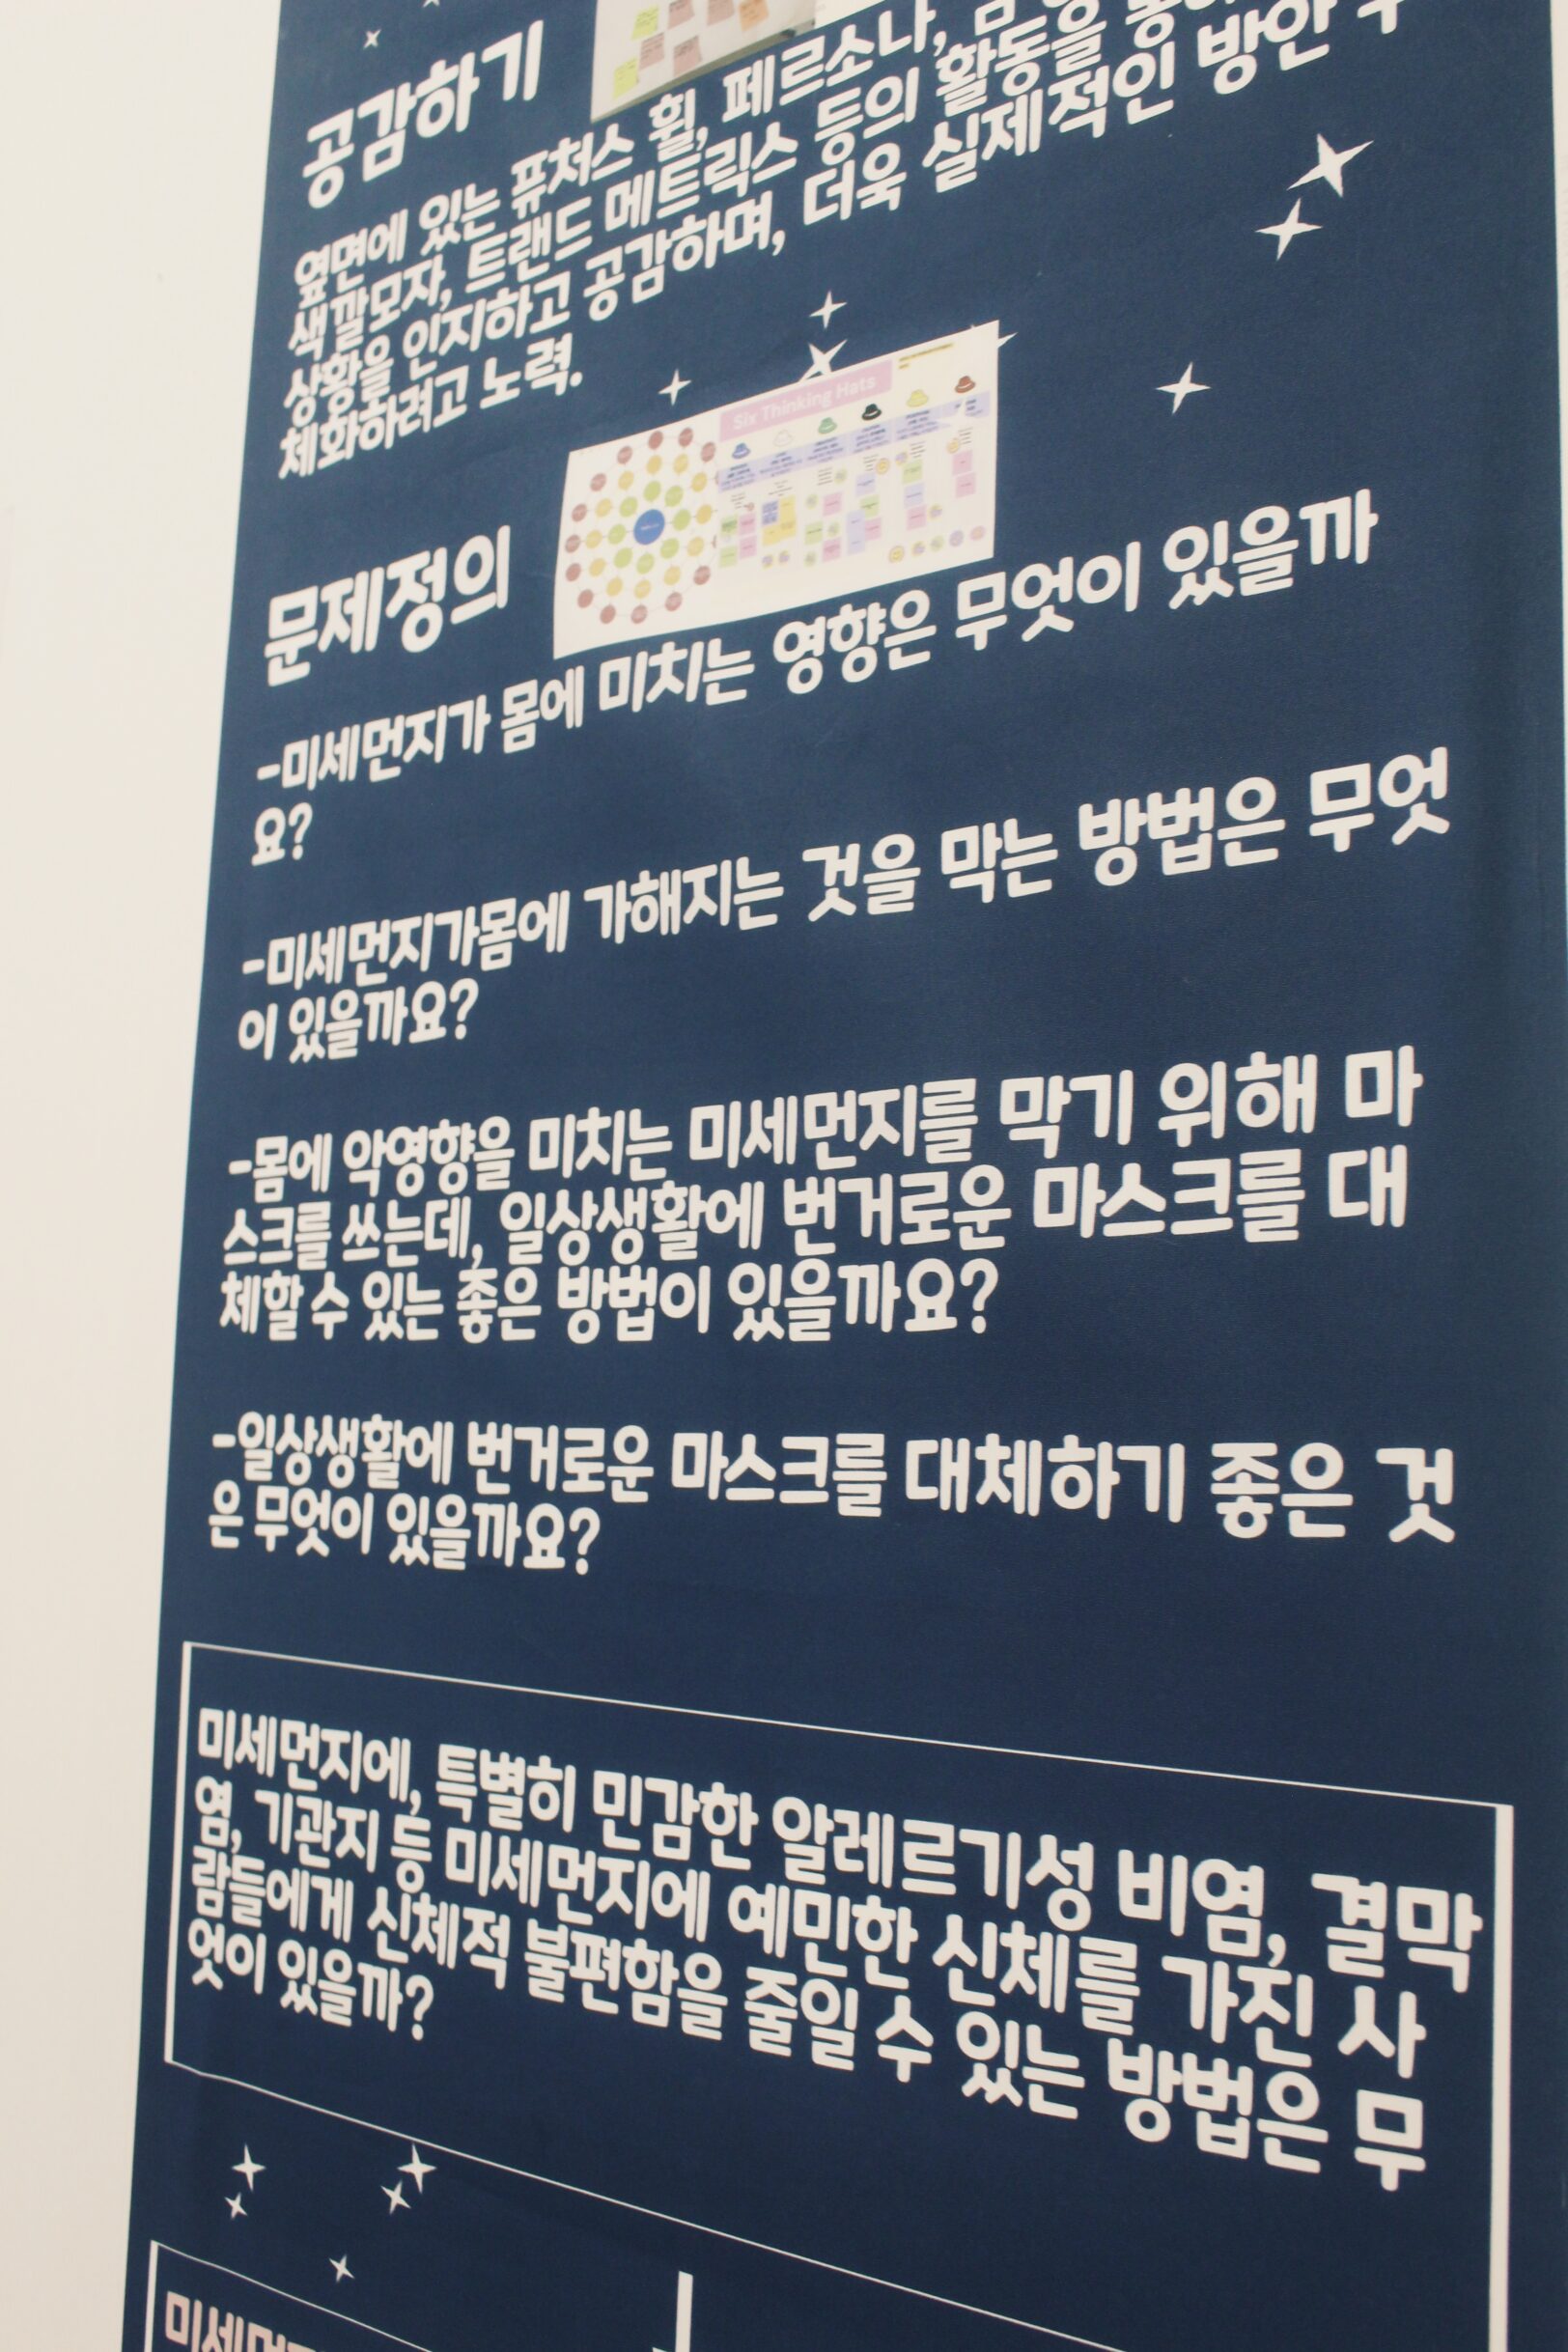 공감하기
옆면에 있는 퓨처스 휠, 페르소나,
색깔모자, 트랜드 메트릭스 등의 활동을
상황을 인지하고 공감하며, 더욱 실제적인 방안
체화하려고 노력.
Six Thinking Hats
문제정의
-미세먼지가 몸에 미치는 영향은 무엇이 있을까
요?
-미세먼지가몸에 가해지는 것을 막는 방법은 무엇
이 있을까요?
-몸에 악영향을 미치는 미세먼지를 막기 위해 마
스크를 쓰는데, 일상생활에 번거로운 마스크를 대
체할 수 있는 좋은 방법이 있을까요?
-일상생활에 번거로운 마스크를 대체하기 좋은 것
은 무엇이 있을까요?
미세먼지에, 특별히 민감한 알레르기성 비염, 결막
염, 기관지 등 미세먼지에 예민한 신체를 가진 사
람들에게 신체적 불편함을 줄일 수 있는 방법은 무
엇이 있을까?